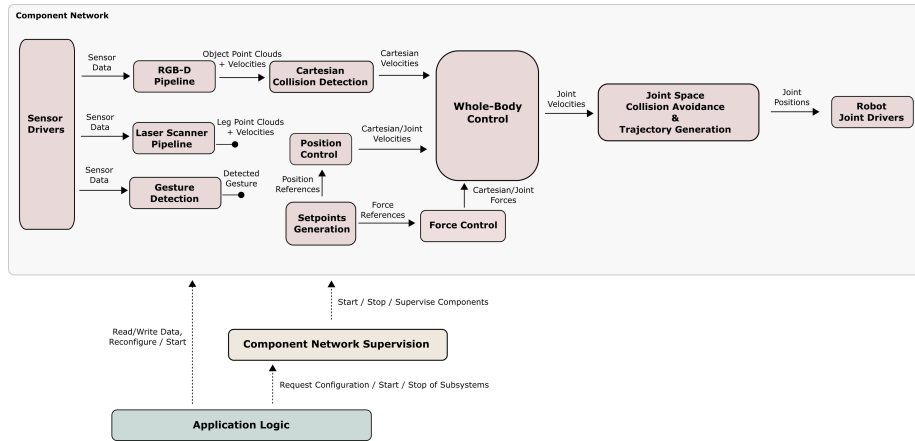 Component Network
Sensor
Drivers
Sensor
Data
RGB-D
Pipeline
Object Point Clouds
+ Velocities
Cartesian
Collision Detection
Cartesian
Velocities
Whole-Body
Control
Joint
Velocities
Joint Space
Collision Avoidance
&
Trajectory Generation
Joint
Positions
Robot
Joint Drivers
Sensor
Data
Laser Scanner
Pipeline
Leg Point Clouds
+ Velocities
Position
Control
Cartesian/Joint
Velocities
Sensor
Data
Gesture
Detection
Detected
Gesture
Position
References
Setpoints
Generation
Force
References
Force Control
Cartesian/Joint
Forces
Start / Stop / Supervise Components
Read/Write Data,
Reconfigure / Start
Component Network Supervision
Request Configuration / Start / Stop of Subsystems
Application Logic